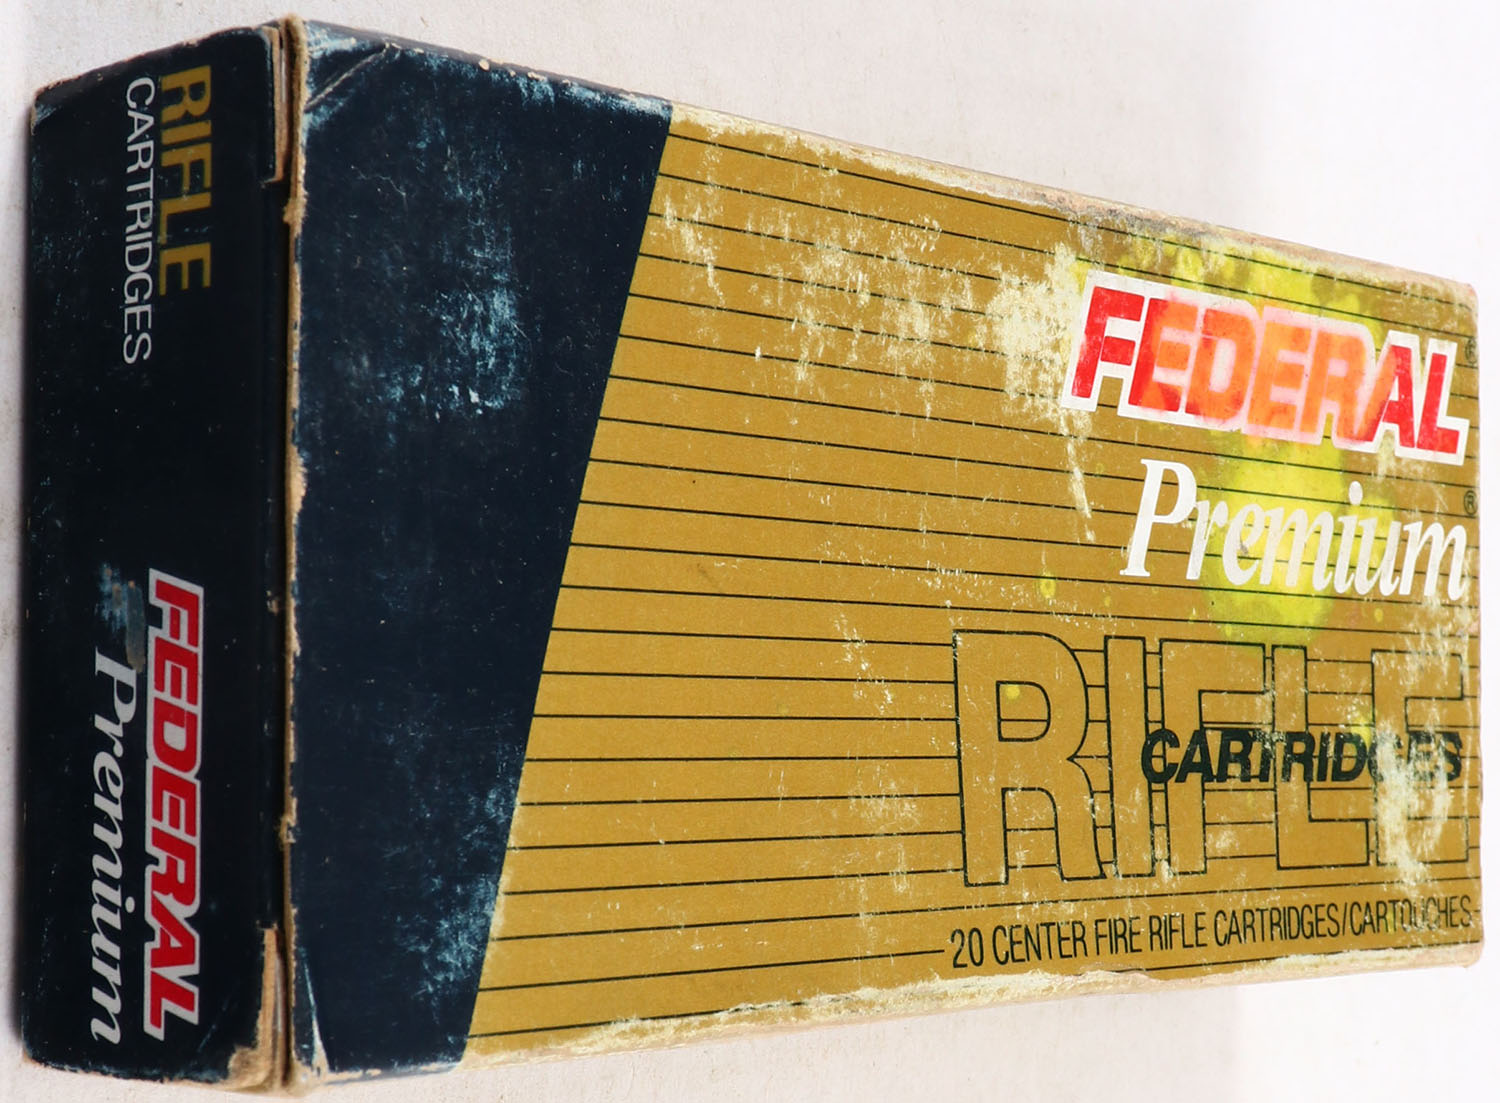 RIFLE
CARTRIDGES
FEDERAL
Premium
FEDERAL®
Premium®
RIFLE
CARTRIDGES
20 CENTER FIRE RIFLE CARTRIDGES/CARTOUCHES